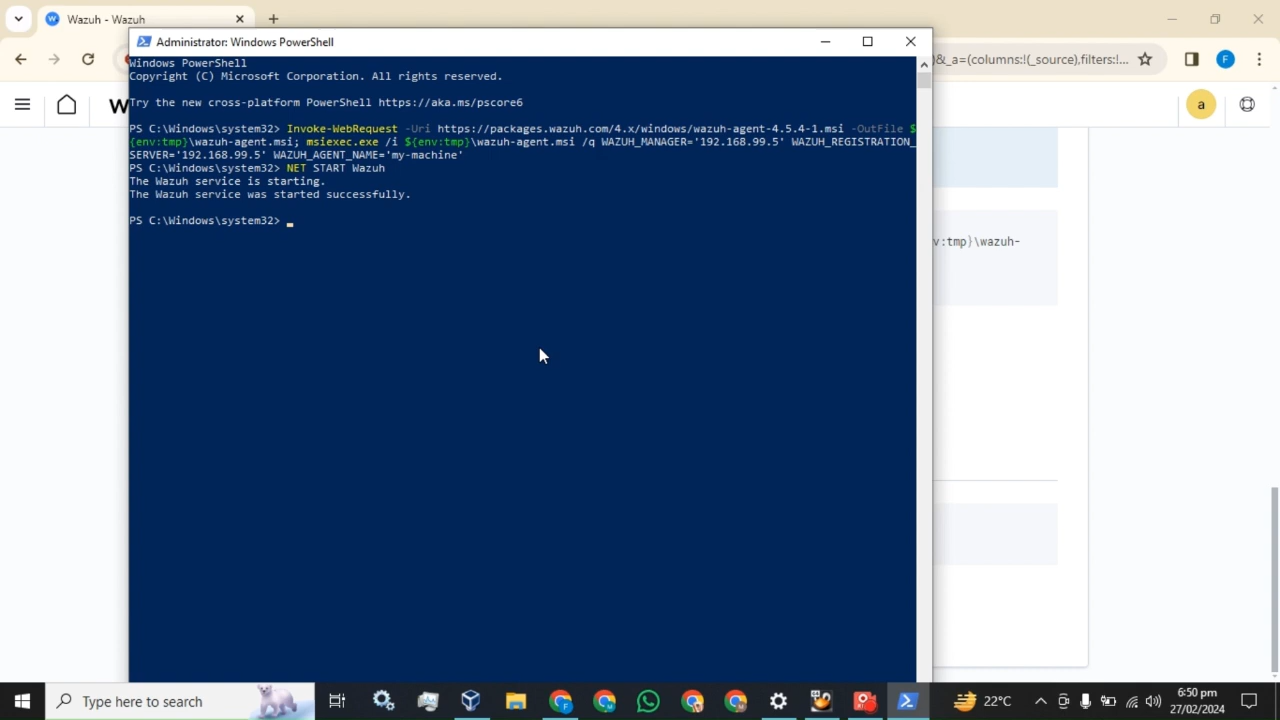 Wazuh - Wazuh
)&_a=(columns:!(_source),filters:!...
F
W
a
Administrator: Windows PowerShell
Windows PowerShell
Copyright (C) Microsoft Corporation. All rights reserved.
Try the new cross-platform PowerShell https://aka.ms/pscore6
PS C:\Windows\system32> Invoke-WebRequest -Uri https://packages.wazuh.com/4.x/windows/wazuh-agent-4.5.4-1.msi -OutFile $
{env:tmp}\wazuh-agent.msi; msiexec.exe /i ${env:tmp}\wazuh-agent.msi /q WAZUH_MANAGER='192.168.99.5' WAZUH_REGISTRATION_
SERVER='192.168.99.5' WAZUH_AGENT_NAME='my-machine'
PS C:\Windows\system32> NET START Wazuh
The Wazuh service is starting.
The Wazuh service was started successfully.
PS C:\Windows\system32>
v:tmp}\wazuh-
Type here to search
22°C
6:50 pm
27/02/2024